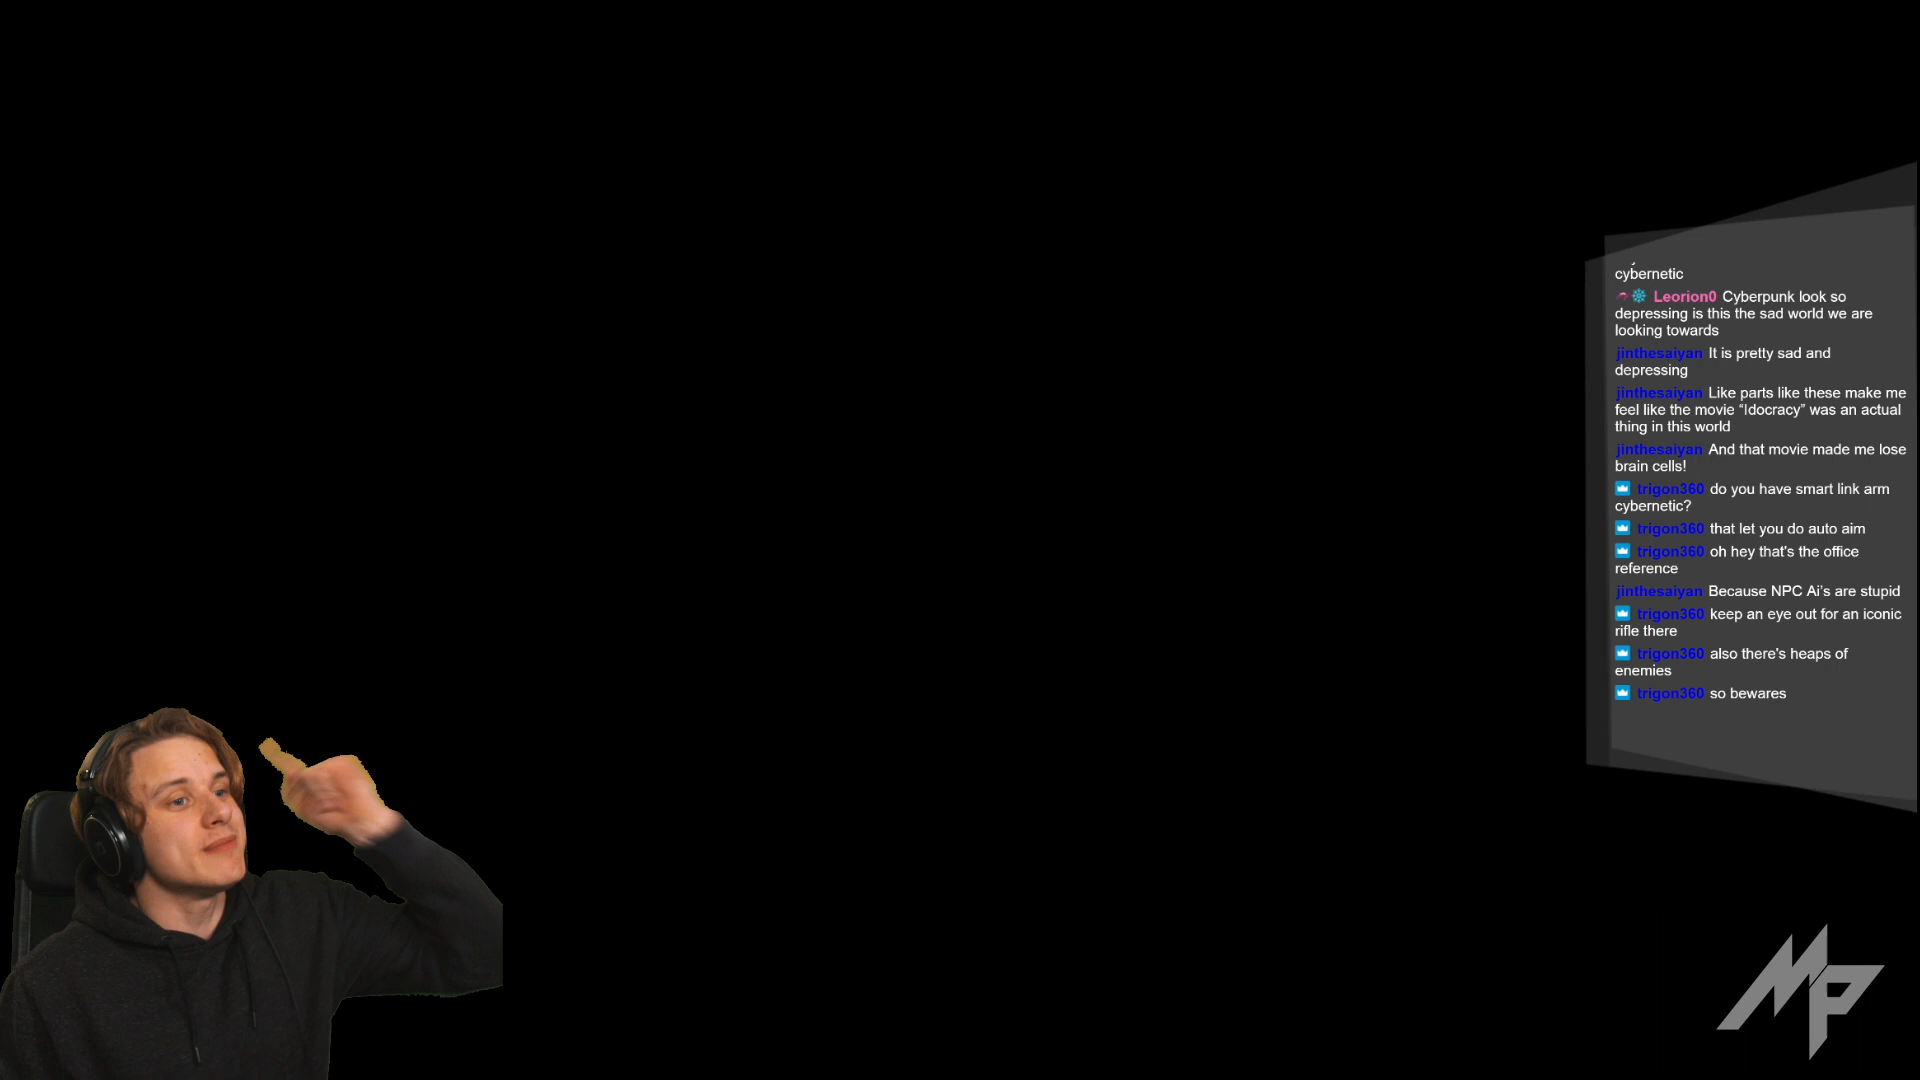 cybernetic
Leorion0 Cyberpunk look so
depressing is this the sad world we are
looking towards
jinthesaiyan It is pretty sad and
depressing
jinthesaiyan Like parts like these make me
feel like the movie “Idocracy” was an actual
thing in this world
jinthesaiyan And that movie made me lose
brain cells!
trigon360 do you have smart link arm
cybernetic?
trigon360 that let you do auto aim
trigon360 oh hey that's the office
reference
jinthesaiyan Because NPC Ai’s are stupid
trigon360 keep an eye out for an iconic
rifle there
trigon360 also there's heaps of
enemies
trigon360 so bewares
MP